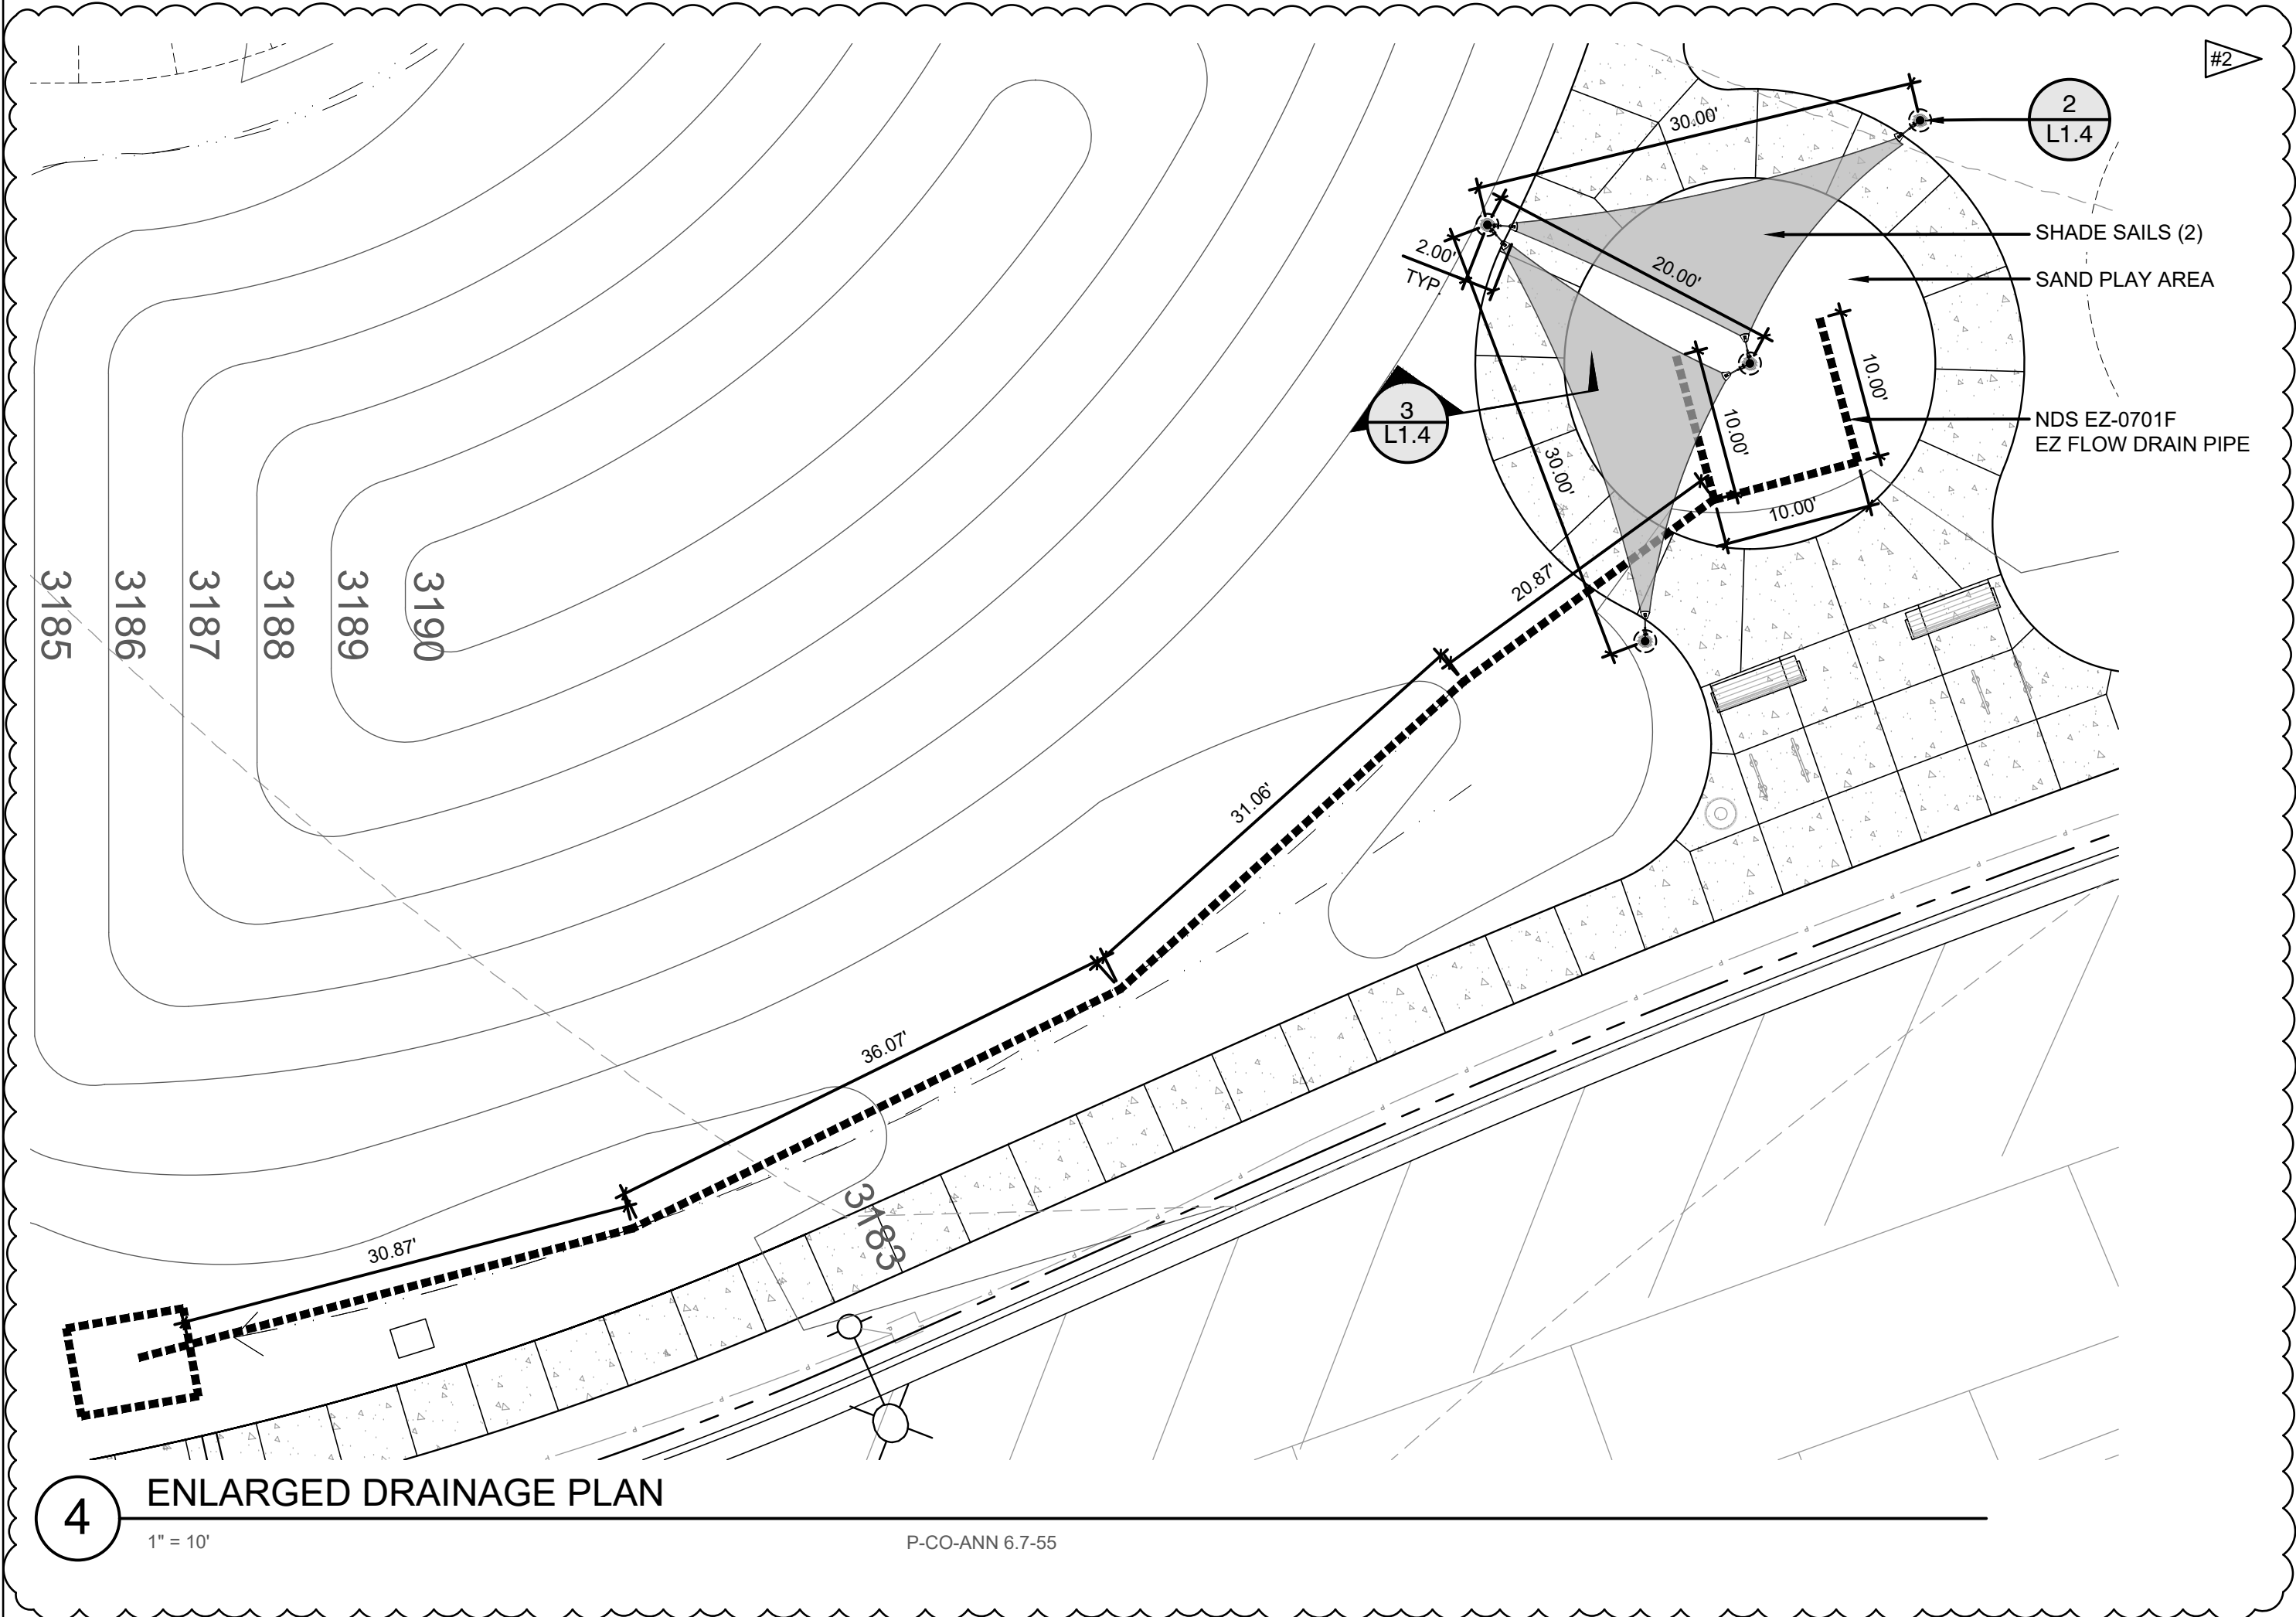 #2
2
L1.4
30.00'
SHADE SAILS (2)
2.00'
TYP.
20.00'
SAND PLAY AREA
10.00'
3
L1.4
10.00'
NDS EZ-0701F
EZ FLOW DRAIN PIPE
30.00'
10.00'
20.87'
3185
3186
3187
3188
3189
3190
31.06'
36.07'
3183
30.87'
4
ENLARGED DRAINAGE PLAN
1" = 10'
P-CO-ANN 6.7-55